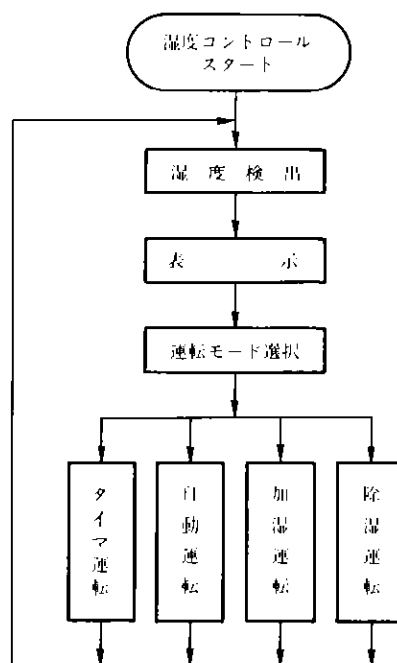 湿度コントロール
スタート
湿度検出
表示
運転モード選択
タイマ運転
自動運転
加湿運転
除湿運転